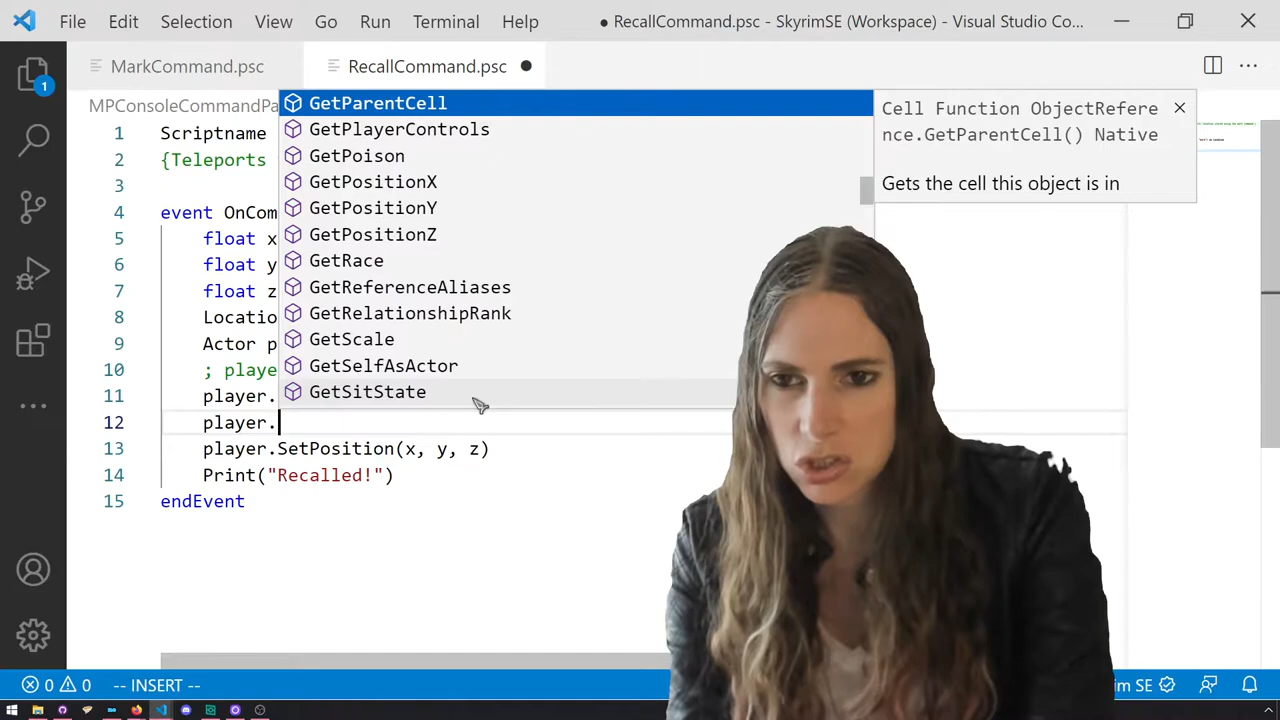 File Edit Selection View Go Run Terminal Help ● RecallCommand.psc - SkyrimSE (Workspace) - Visual Studio Co...
MarkCommand.psc RecallCommand.psc
1
MPConsoleCommandPa
1 Scriptname
2 {Teleports
3
4 event OnCom
5 float x
6 float y
7 float z
8 Locatio
9 Actor p
10 ; playe
11 player.
12 player.
13 player.SetPosition(x, y, z)
14 Print("Recalled!")
15 endEvent
GetParentCell
GetPlayerControls
GetPoison
GetPositionX
GetPositionY
GetPositionZ
GetRace
GetReferenceAliases
GetRelationshipRank
GetScale
GetSelfAsActor
GetSitState
Cell Function ObjectRefere
nce.GetParentCell() Native
Gets the cell this object is in
0 0 -- INSERT -- im SE